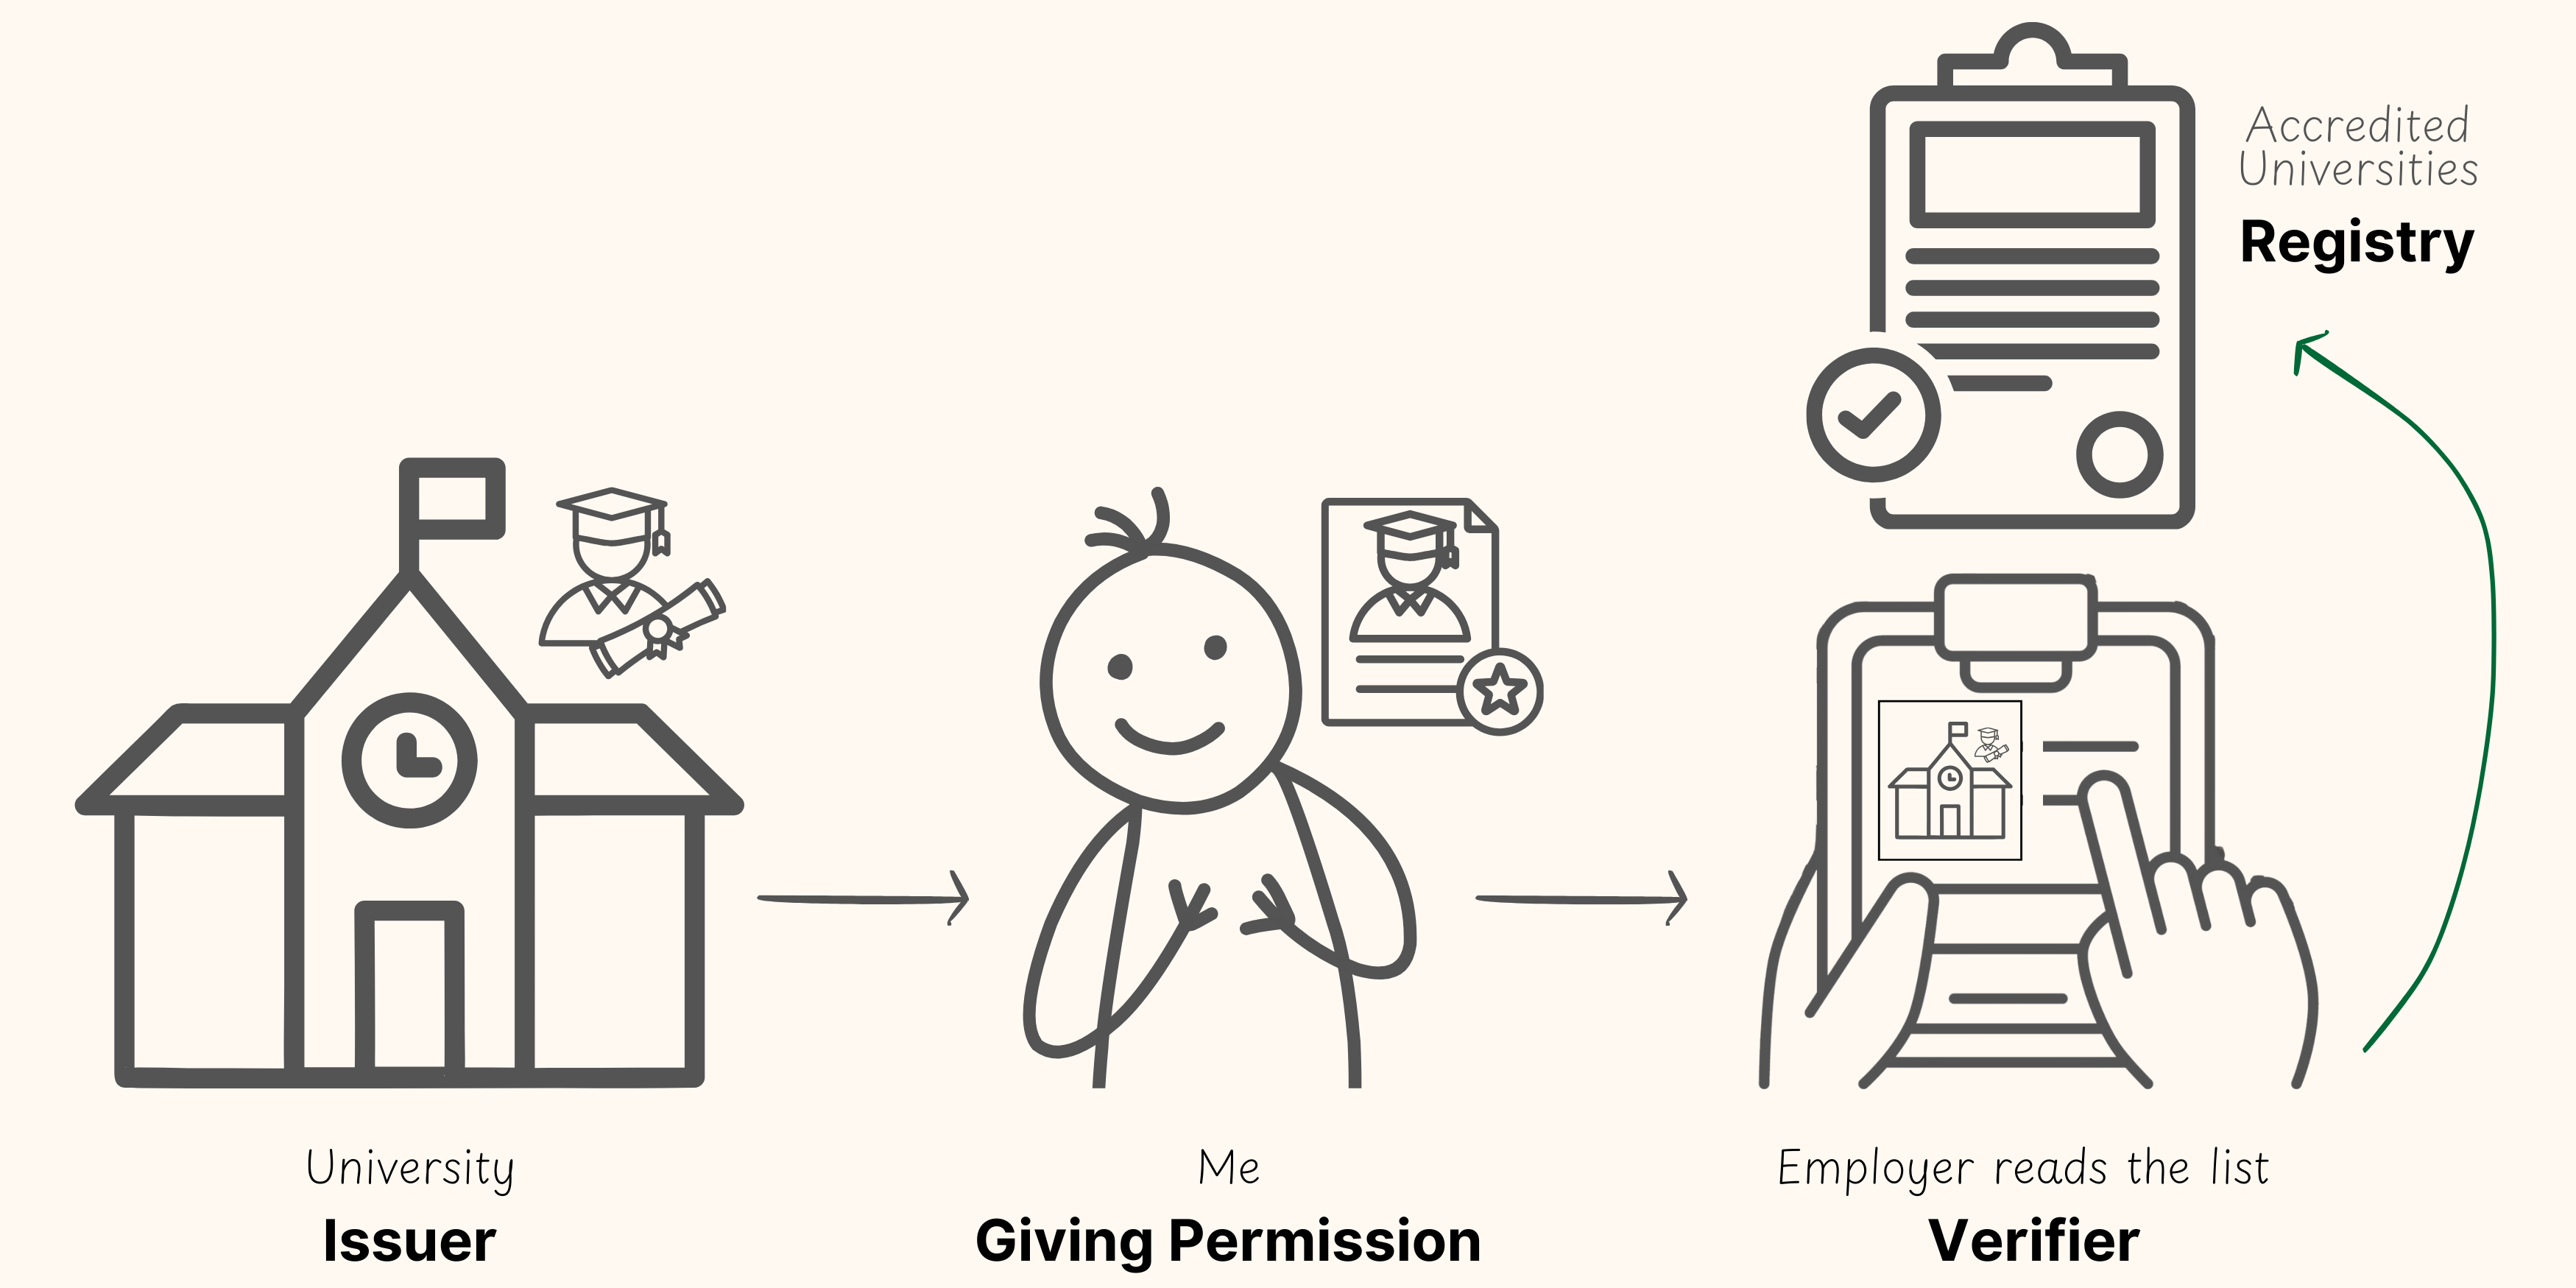 Accredited
Universities
Registry
University
Issuer
Me
Giving Permission
Employer reads the list
Verifier